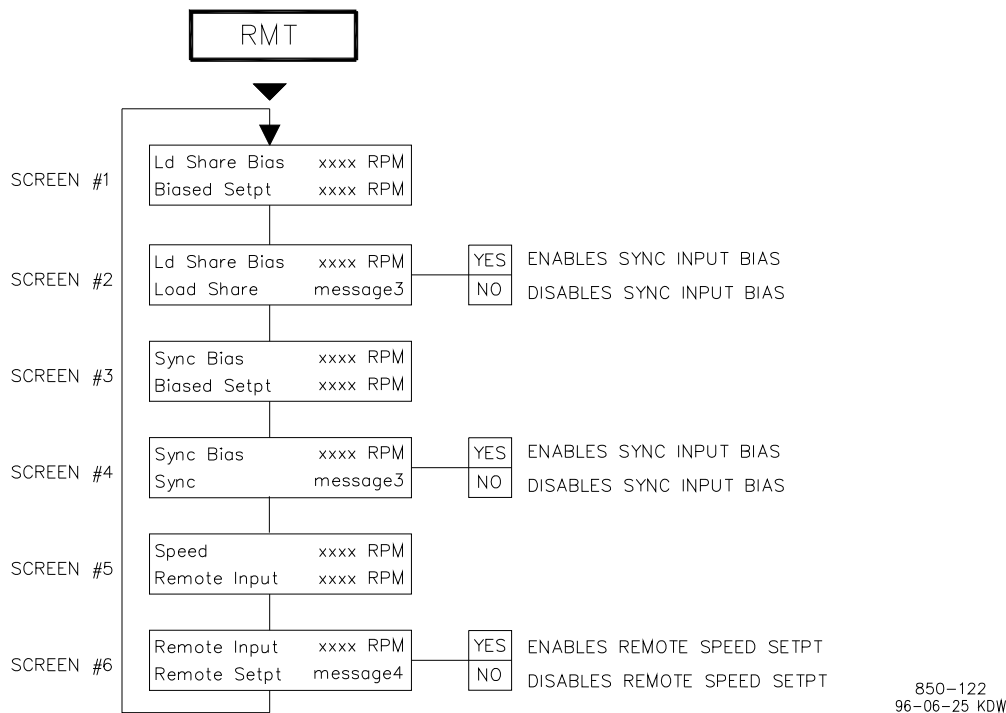 RMT
SCREEN #1
Ld Share Bias xxxx RPM
Biased Setpt xxxx RPM
SCREEN #2
Ld Share Bias xxxx RPM
Load Share message3
YES ENABLES SYNC INPUT BIAS
NO DISABLES SYNC INPUT BIAS
SCREEN #3
Sync Bias xxxx RPM
Biased Setpt xxxx RPM
SCREEN #4
Sync Bias xxxx RPM
Sync message3
YES ENABLES SYNC INPUT BIAS
NO DISABLES SYNC INPUT BIAS
SCREEN #5
Speed xxxx RPM
Remote Input xxxx RPM
SCREEN #6
Remote Input xxxx RPM
Remote Setpt message4
YES ENABLES REMOTE SPEED SETPT
NO DISABLES REMOTE SPEED SETPT
850-122
96-06-25 KDW